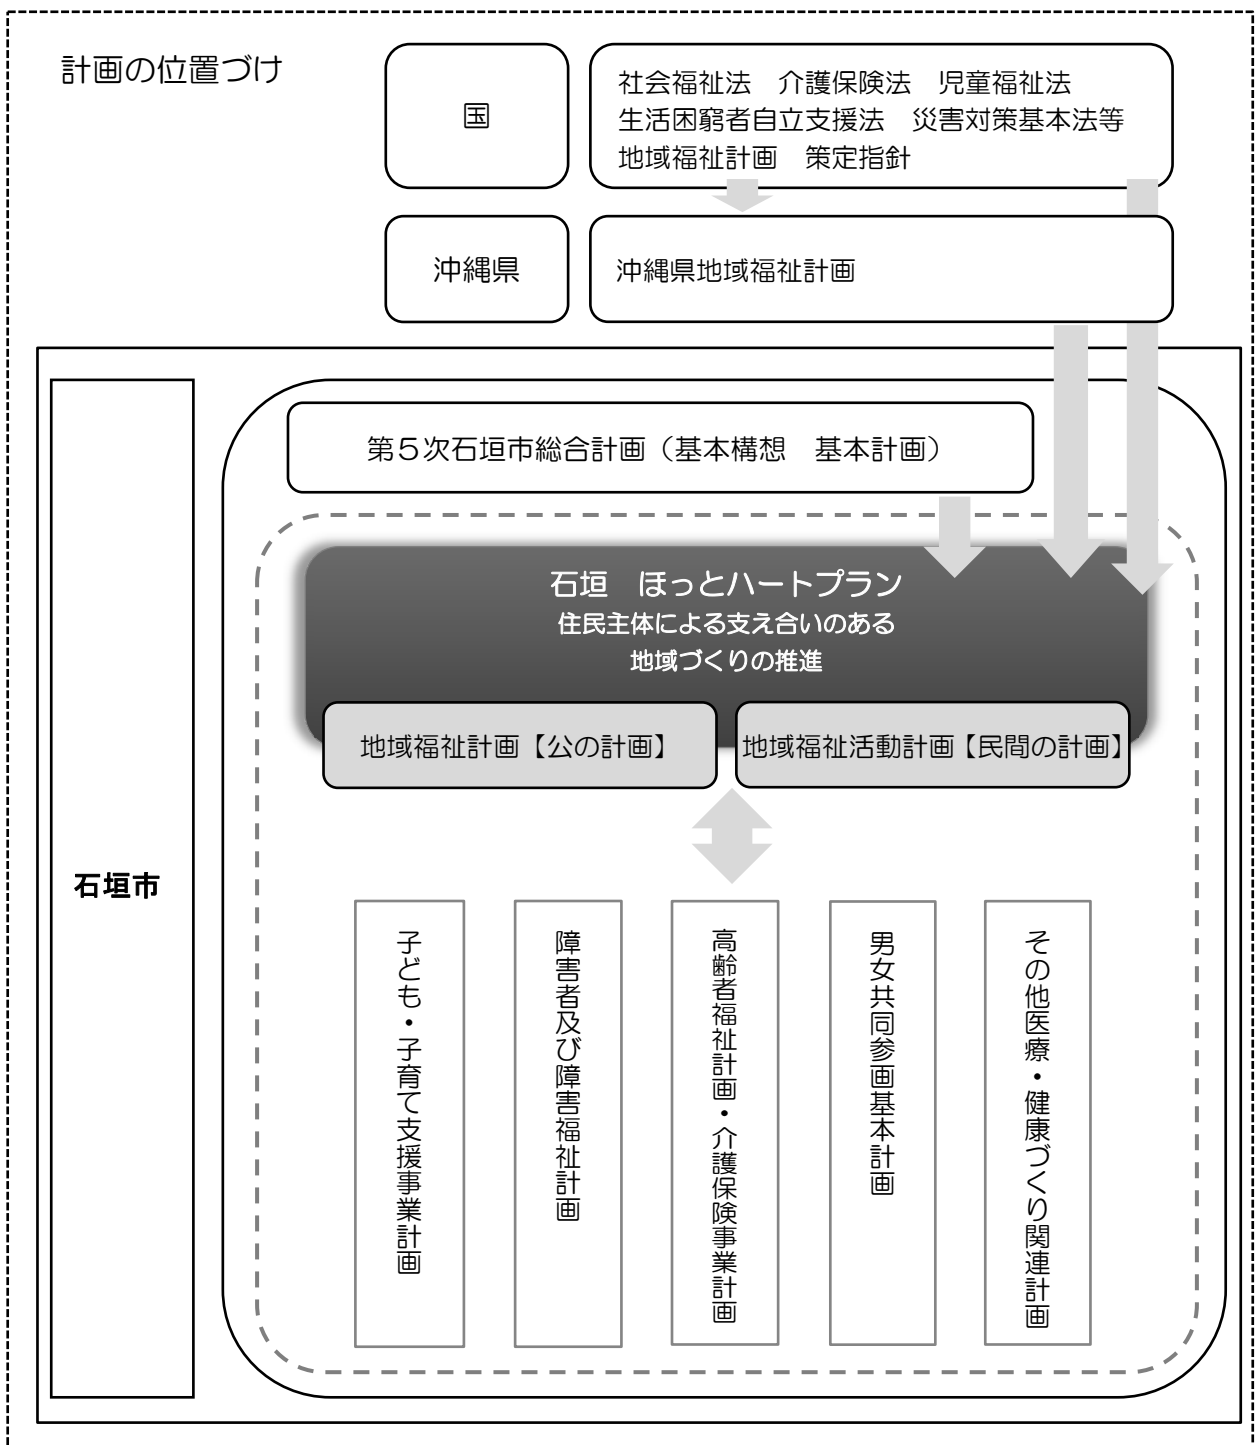 計画の位置づけ
国
社会福祉法　介護保険法　児童福祉法
生活困窮者自立支援法　災害対策基本法等
地域福祉計画　策定指針
沖縄県
沖縄県地域福祉計画
石垣市
第５次石垣市総合計画（基本構想　基本計画）
石垣　ほっとハートプラン
住民主体による支え合いのある
地域づくりの推進
地域福祉計画【公の計画】
地域福祉活動計画【民間の計画】
子ども・子育て支援事業計画
障害者及び障害福祉計画
高齢者福祉計画・介護保険事業計画
男女共同参画基本計画
その他医療・健康づくり関連計画